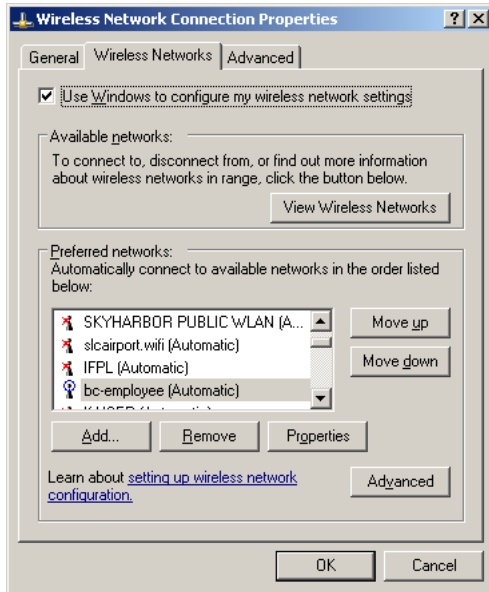 Wireless Network Connection Properties
General
Wireless Networks
Advanced
Use Windows to configure my wireless network settings
Available networks:
To connect to, disconnect from, or find out more information
about wireless networks in range, click the button below.
View Wireless Networks
Preferred networks:
Automatically connect to available networks in the order listed
below:
SKYHARBOR PUBLIC WLAN (A...
slcairport.wifi (Automatic)
IFPL (Automatic)
bc-employee (Automatic)
Move up
Move down
Add...
Remove
Properties
Learn about setting up wireless network
configuration.
Advanced
OK
Cancel